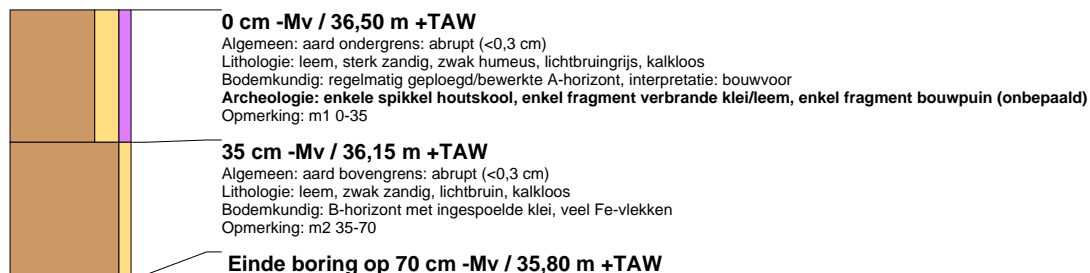 0 cm -Mv / 36,50 m +TAW
Algemeen: aard ondergrens: abrupt (<0,3 cm)
Lithologie: leem, sterk zandig, zwak humeus, lichtbruingrijs, kalkloos
Bodemkundig: regelmatig geploegd/bewerkte A-horizont, interpretatie: bouwvoor
Archeologie: enkele spikkel houtskool, enkel fragment verbrande klei/leem, enkel fragment bouwpuin (onbepaald)
Opmerking: m1 0-35
35 cm -Mv / 36,15 m +TAW
Algemeen: aard bovengrens: abrupt (<0,3 cm)
Lithologie: leem, zwak zandig, lichtbruin, kalkloos
Bodemkundig: B-horizont met ingespoelde klei, veel Fe-vlekken
Opmerking: m2 35-70
Einde boring op 70 cm -Mv / 35,80 m +TAW